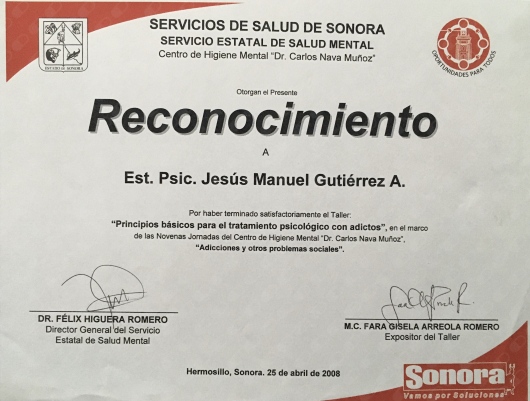 SERVICIOS DE SALUD DE SONORA
SERVICIO ESTATAL DE SALUD MENTAL
Centro de Higiene Mental "Dr. Carlos Nava Muñoz"
ESTADO DE SONORA
OPORTUNIDADES PARA TODOS
Otorgan el Presente
Reconocimiento
A
Est. Psic. Jesús Manuel Gutiérrez A.
Por haber terminado satisfactoriamente el Taller:
"Principios básicos para el tratamiento psicológico con adictos", en el marco
de las Novenas Jornadas del Centro de Higiene Mental "Dr. Carlos Nava Muñoz",
"Adicciones y otros problemas sociales".
DR. FÉLIX HIGUERA ROMERO
Director General del Servicio
Estatal de Salud Mental
M.C. FARA GISELA ARREOLA ROMERO
Expositor del Taller
Hermosillo, Sonora. 25 de abril de 2008
Sonora
Vamos por Soluciones